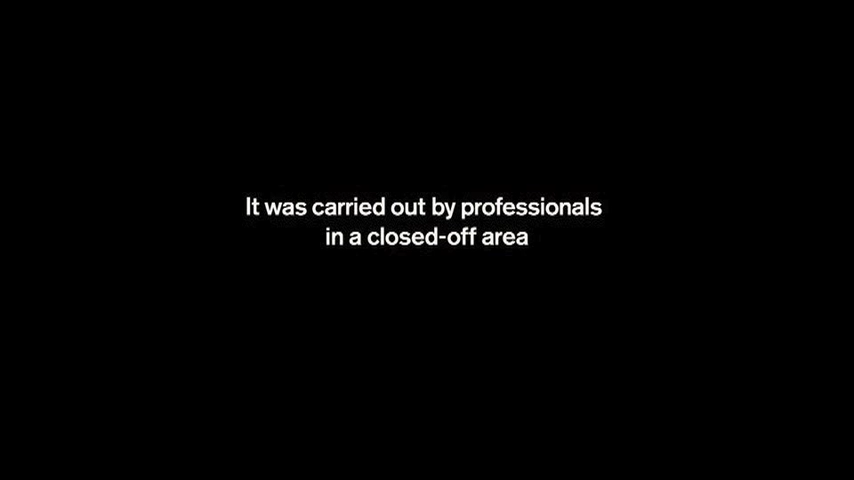 It was carried out by professionals
in a closed-off area